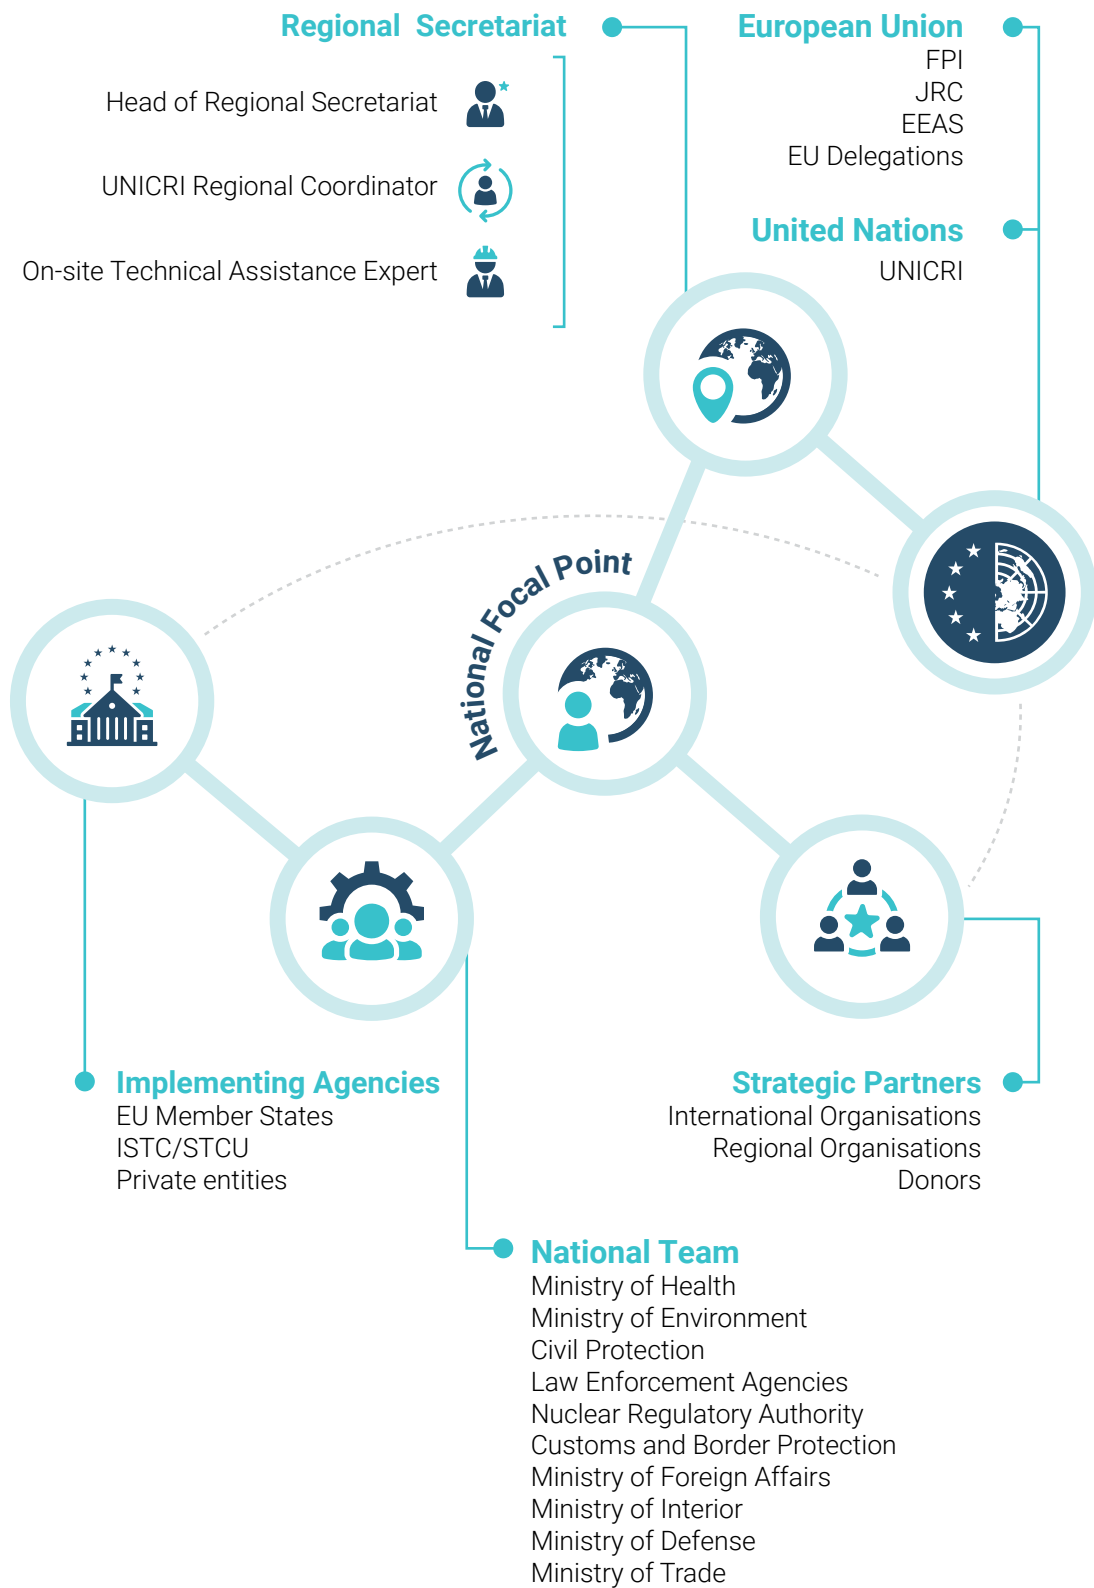 Regional Secretariat
Head of Regional Secretariat
UNICRI Regional Coordinator
On-site Technical Assistance Expert
European Union
FPI
JRC
EEAS
EU Delegations
United Nations
UNICRI
National Focal Point
Implementing Agencies
EU Member States
ISTC/STCU
Private entities
Strategic Partners
International Organisations
Regional Organisations
Donors
National Team
Ministry of Health
Ministry of Environment
Civil Protection
Law Enforcement Agencies
Nuclear Regulatory Authority
Customs and Border Protection
Ministry of Foreign Affairs
Ministry of Interior
Ministry of Defense
Ministry of Trade